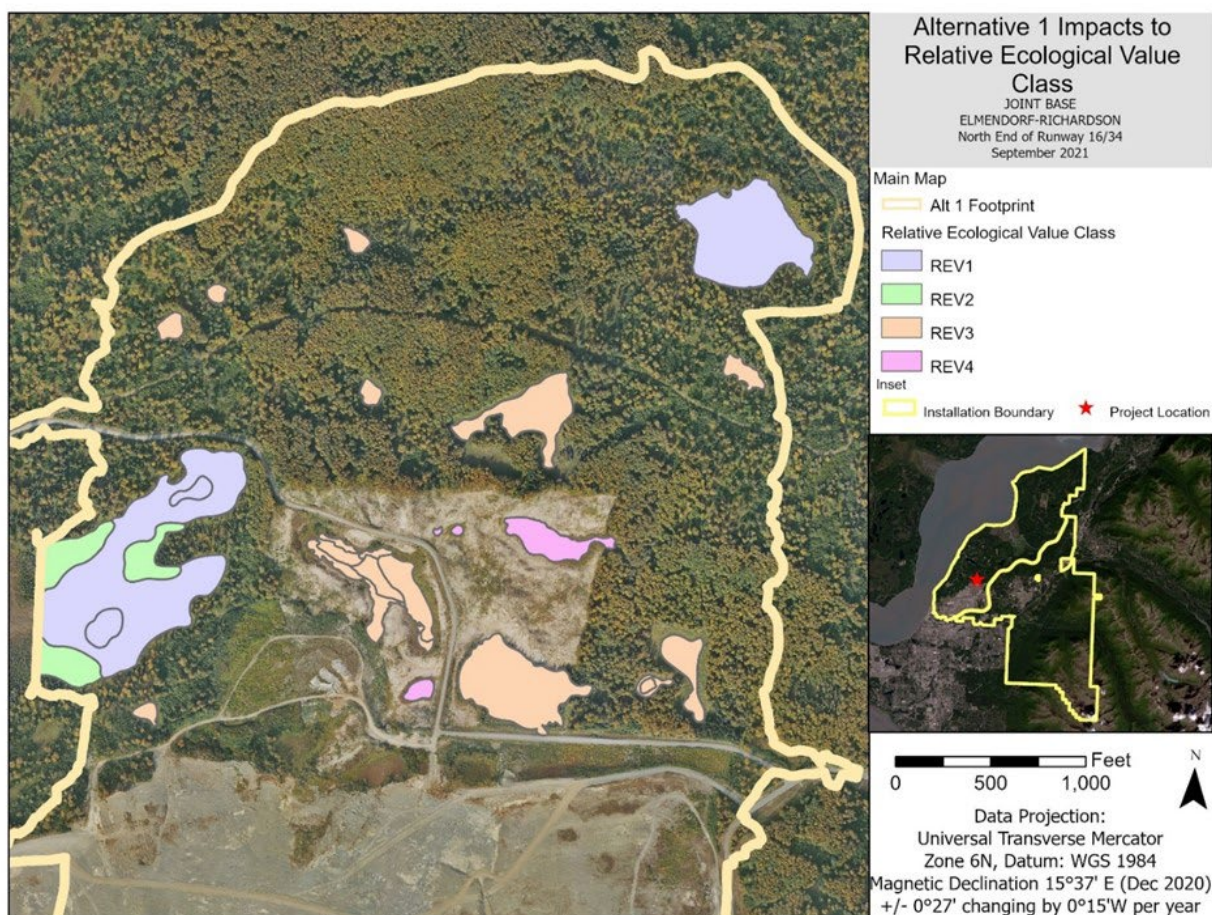 Alternative 1 Impacts to
Relative Ecological Value
Class
JOINT BASE
ELMENDORF-RICHARDSON
North End of Runway 16/34
September 2021
Main Map
Alt 1 Footprint
Relative Ecological Value Class
REV1
REV2
REV3
REV4
Inset
Installation Boundary
Project Location
Feet
0 500 1,000
N
Data Projection:
Universal Transverse Mercator
Zone 6N, Datum: WGS 1984
Magnetic Declination 15°37' E (Dec 2020)
+/- 0°27' changing by 0°15'W per year